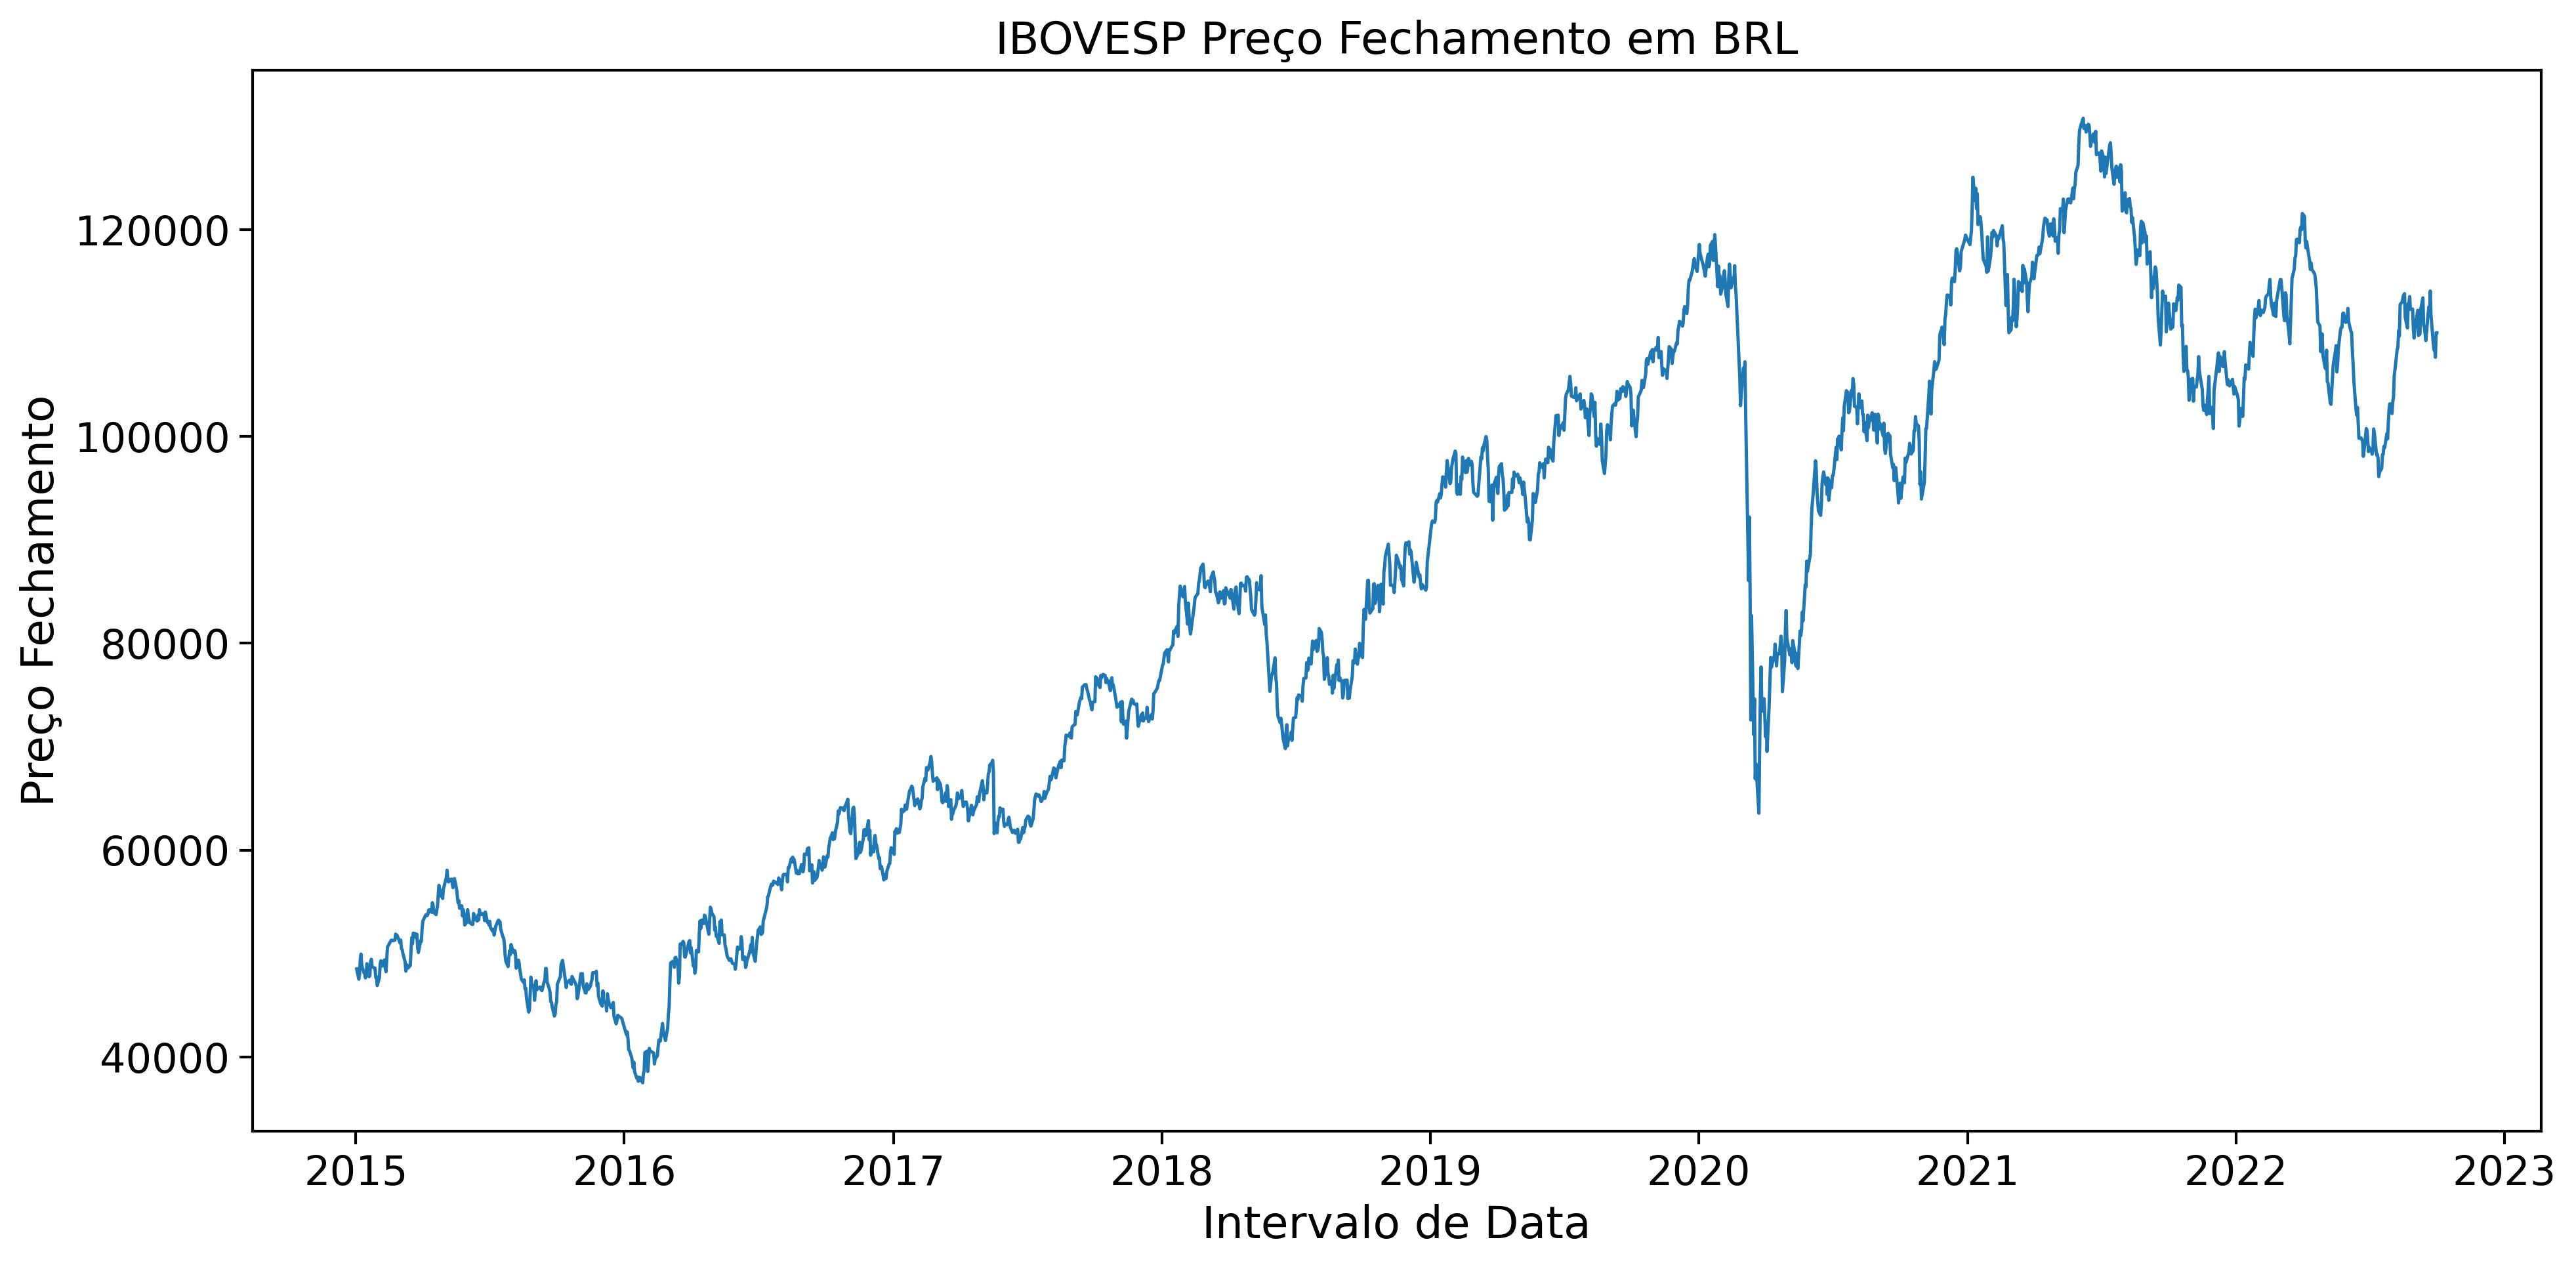 IBOVESP Preço Fechamento em BRL
Preço Fechamento
120000
100000
80000
60000
40000
2015 2016 2017 2018 2019 2020 2021 2022 2023
Intervalo de Data